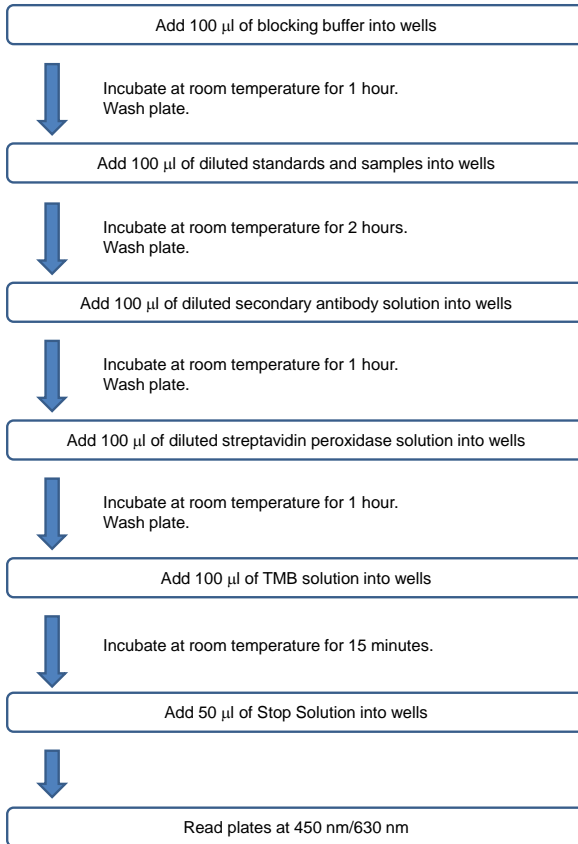 Add 100 μl of blocking buffer into wells
Incubate at room temperature for 1 hour.
Wash plate.
Add 100 μl of diluted standards and samples into wells
Incubate at room temperature for 2 hours.
Wash plate.
Add 100 μl of diluted secondary antibody solution into wells
Incubate at room temperature for 1 hour.
Wash plate.
Add 100 μl of diluted streptavidin peroxidase solution into wells
Incubate at room temperature for 1 hour.
Wash plate.
Add 100 μl of TMB solution into wells
Incubate at room temperature for 15 minutes.
Add 50 μl of Stop Solution into wells
Read plates at 450 nm/630 nm